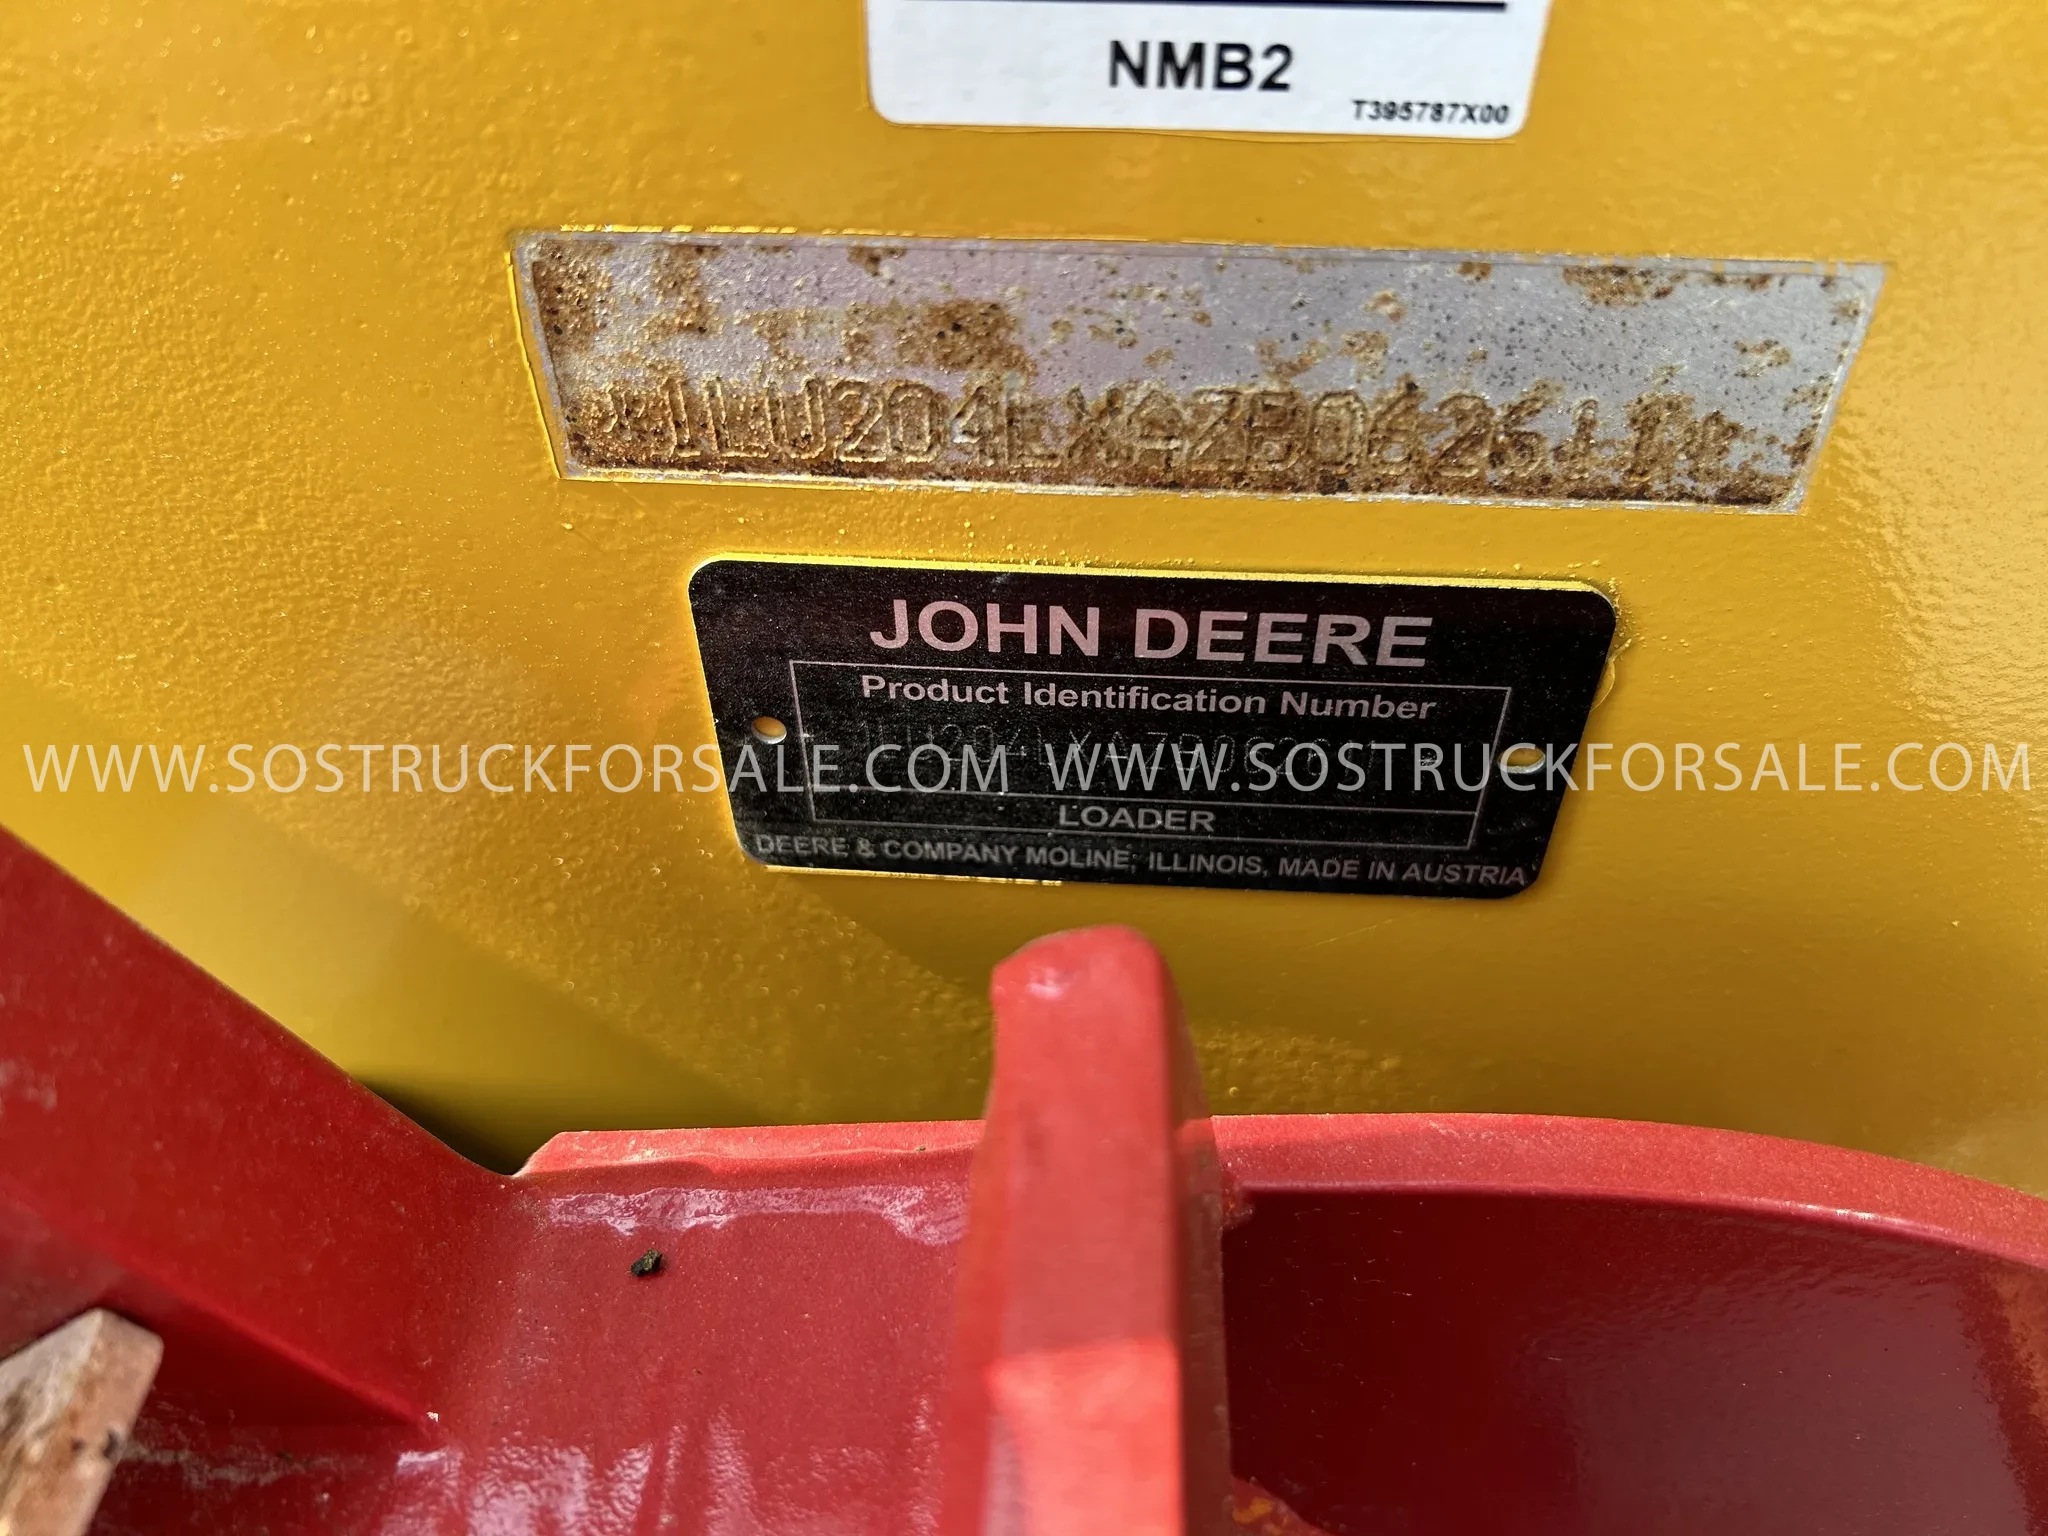 NMB2
T395787X00
*1LU204LXAZB062611*
JOHN DEERE
Product Identification Number
LOADER
DEERE & COMPANY MOLINE, ILLINOIS, MADE IN AUSTRIA
WWW.SOSTRUCKFORSALE.COM WWW.SOSTRUCKFORSALE.COM